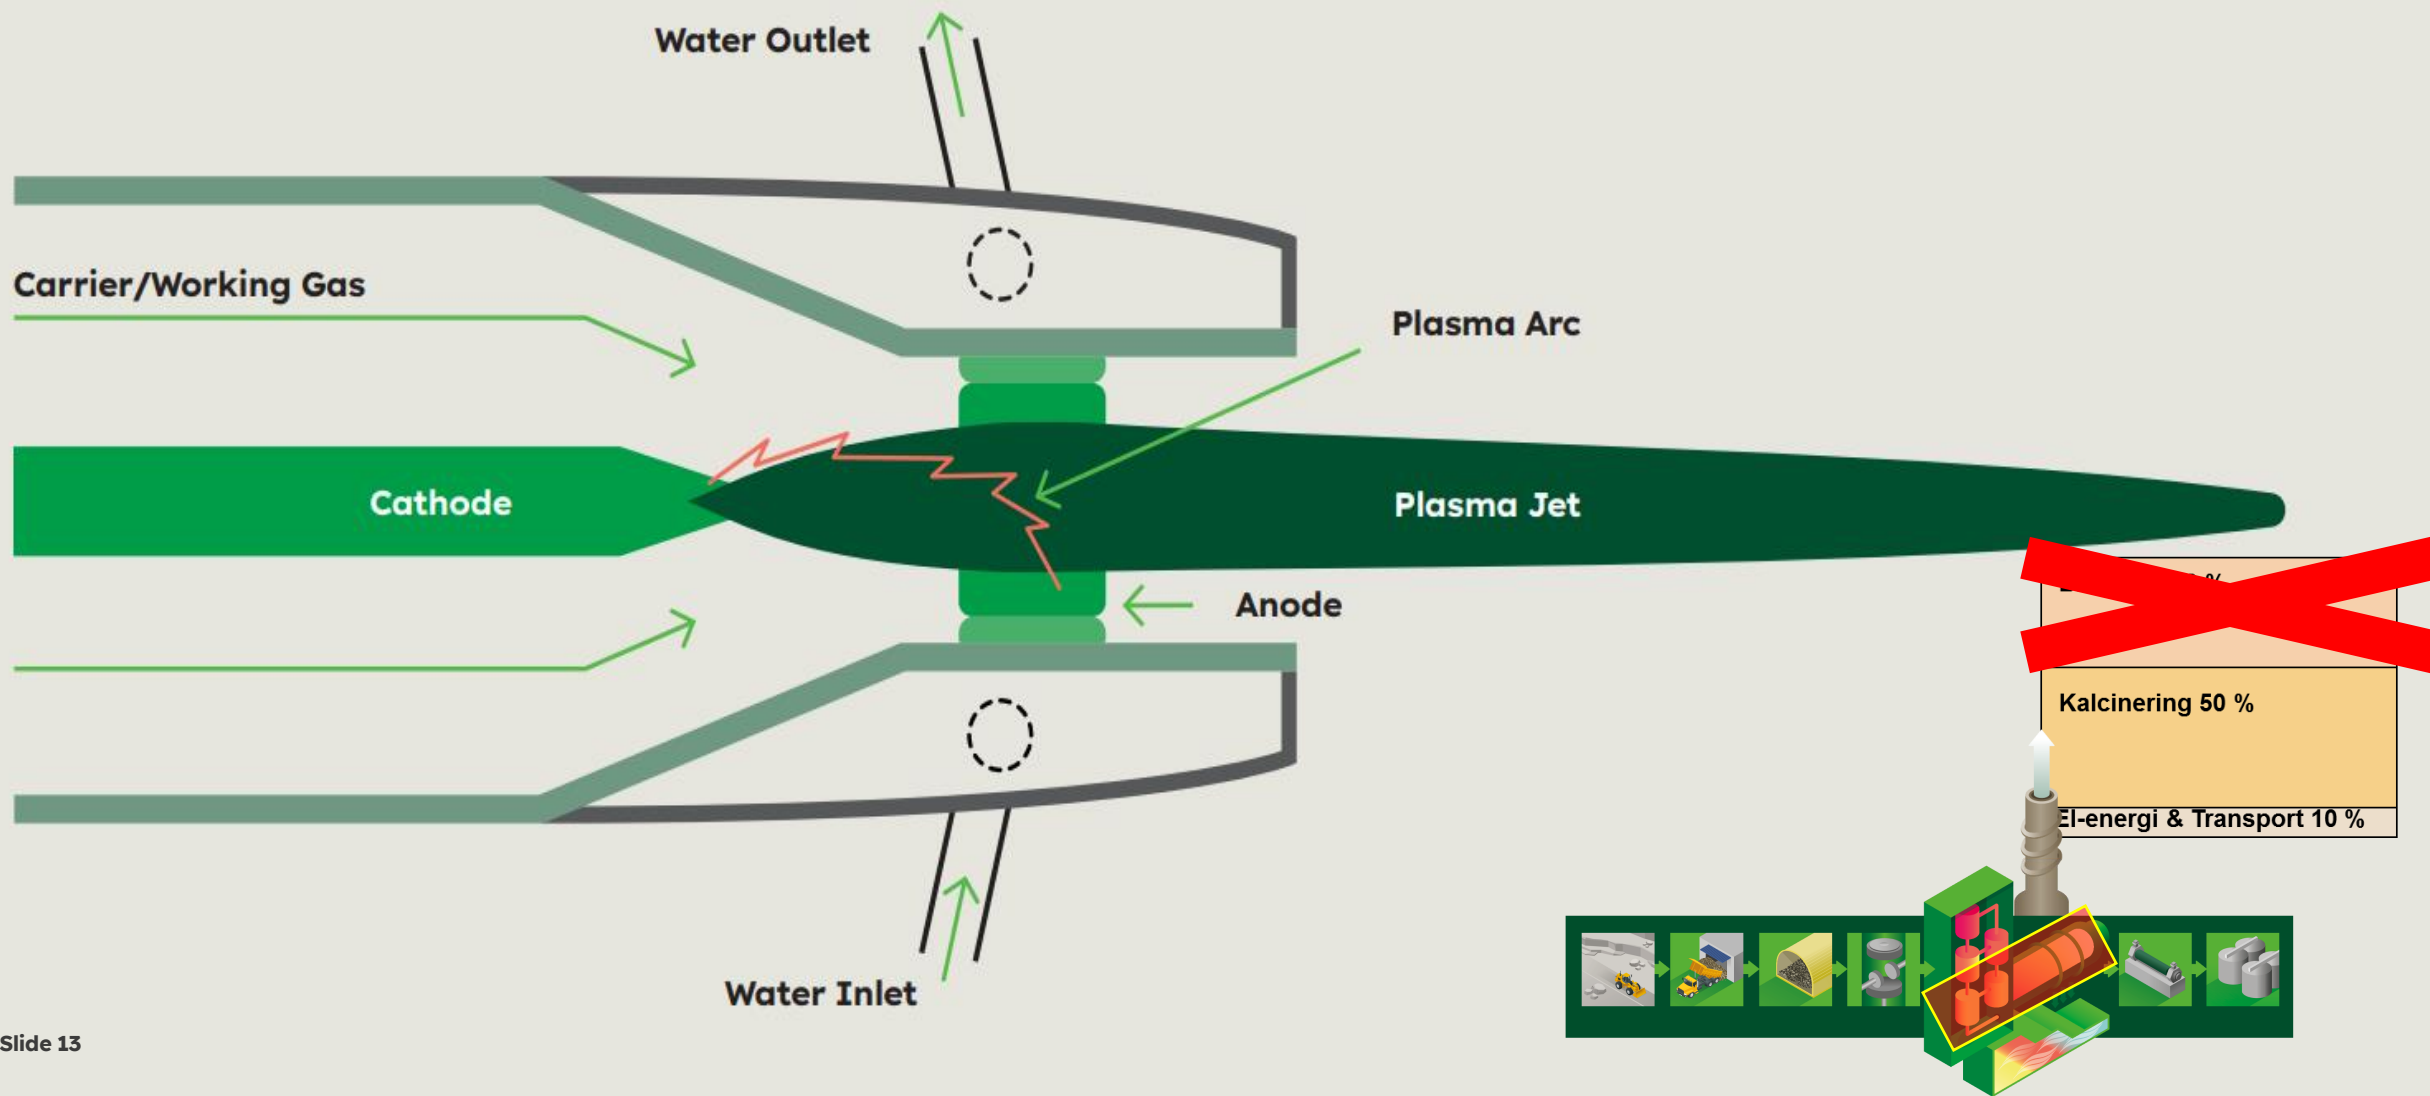 Water Outlet
Carrier/Working Gas
Plasma Arc
Cathode
Plasma Jet
Anode
%
Kalcinering 50 %
El-energi & Transport 10 %
Water Inlet
Slide 13